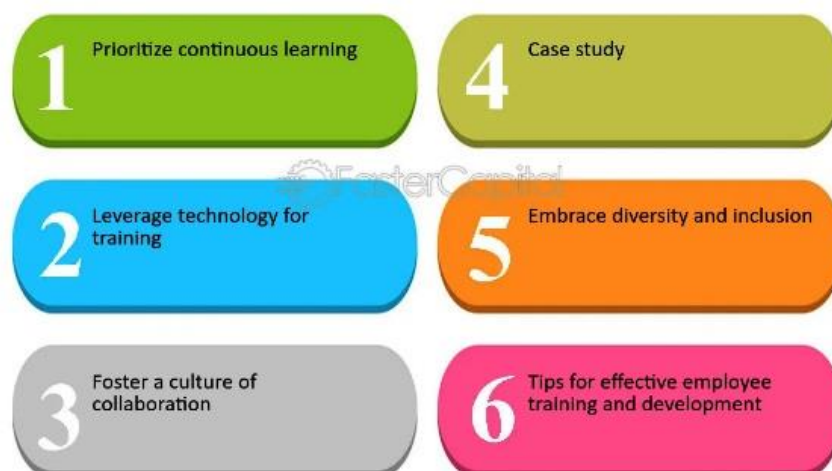 1
Prioritize continuous learning
2
Leverage technology for
training
3
Foster a culture of
collaboration
4
Case study
5
Embrace diversity and inclusion
6
Tips for effective employee
training and development
FasterCapital